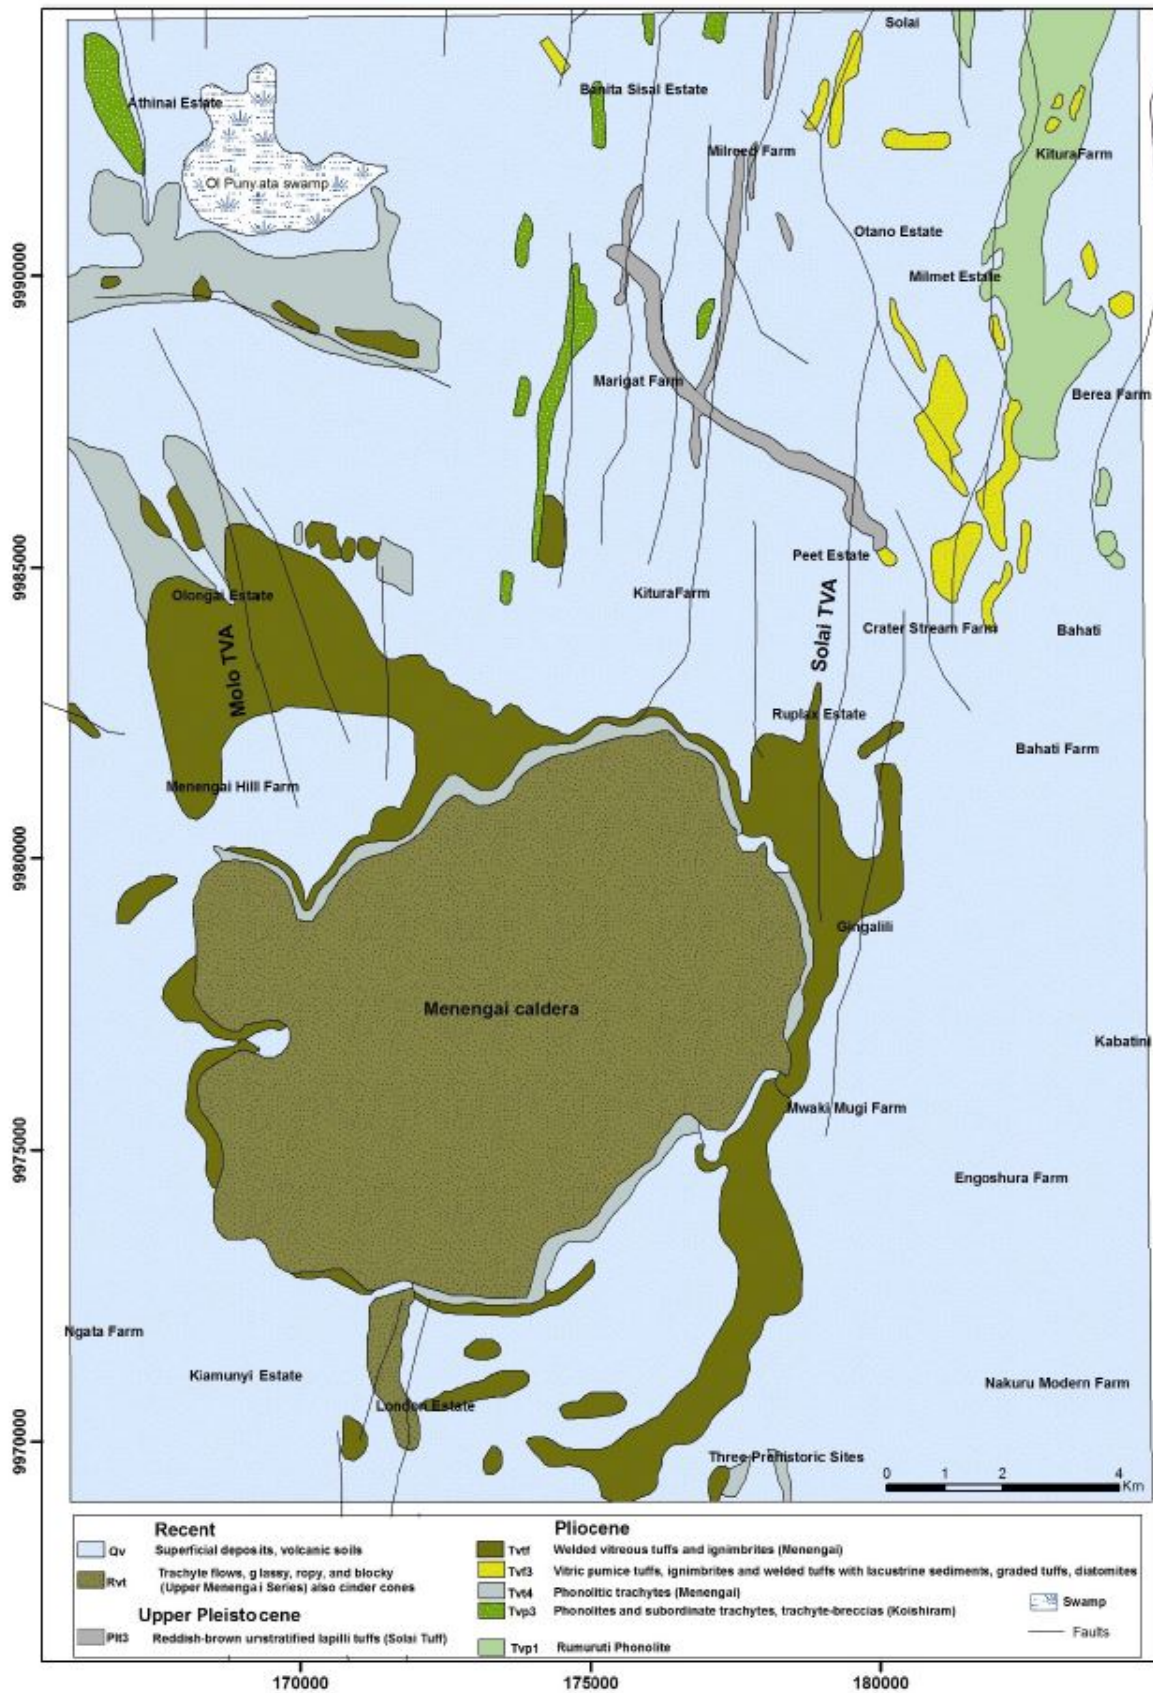 Solai
Banita Sisal Estate
Athinai Estate
Milroed Farm
KituraFarm
Ol Punyata swamp
Otano Estate
9990000
Milmet Estate
Marigat Farm
Berea Farm
9985000
Peet Estate
Olongai Estate
KituraFarm
Solai TVA
Crater Stream Farm
Bahati
Molo TVA
Ruplax Estate
Bahati Farm
Menengai Hill Farm
9980000
Gingalili
Menengai caldera
Kabatini
Mwaki Mugi Farm
9975000
Engoshura Farm
Ngata Farm
Kiamunyi Estate
Nakuru Modern Farm
London Estate
9970000
Three Prehistoric Sites
0 1 2 4
Km
Recent
Qv Superficial deposits, volcanic soils
Rvt Trachyte flows, glassy, ropy, and blocky
(Upper Menengai Series) also cinder cones
Upper Pleistocene
Plt3 Reddish-brown unstratified lapilli tuffs (Solai Tuff)
Pliocene
Tvtf Welded vitreous tuffs and ignimbrites (Menengai)
Tvf3 Vitric pumice tuffs, ignimbrites and welded tuffs with lacustrine sediments, graded tuffs, diatomites
Tvt4 Phonolitic trachytes (Menengai)
Tvp3 Phonolites and subordinate trachytes, trachyte-breccias (Koishiram)
Tvp1 Rumuruti Phonolite
Swamp
Faults
170000 175000 180000